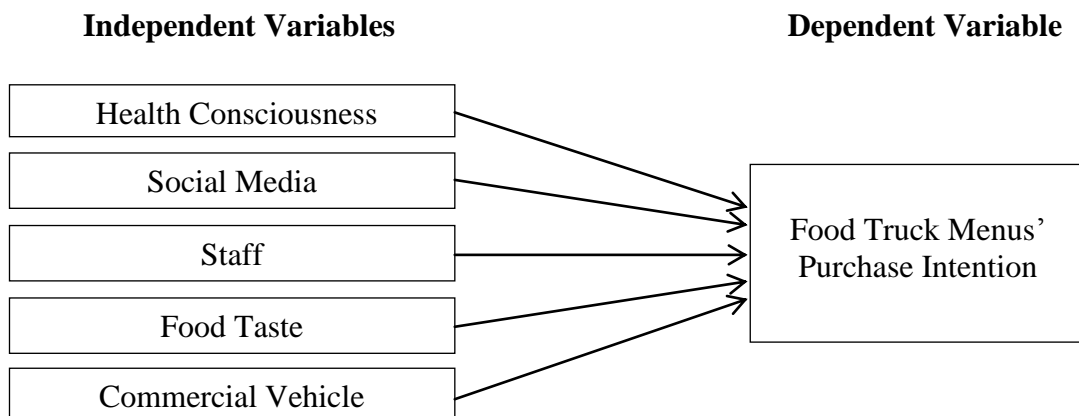 Independent Variables
Dependent Variable
Health Consciousness
Social Media
Staff
Food Taste
Commercial Vehicle
Food Truck Menus’
Purchase Intention